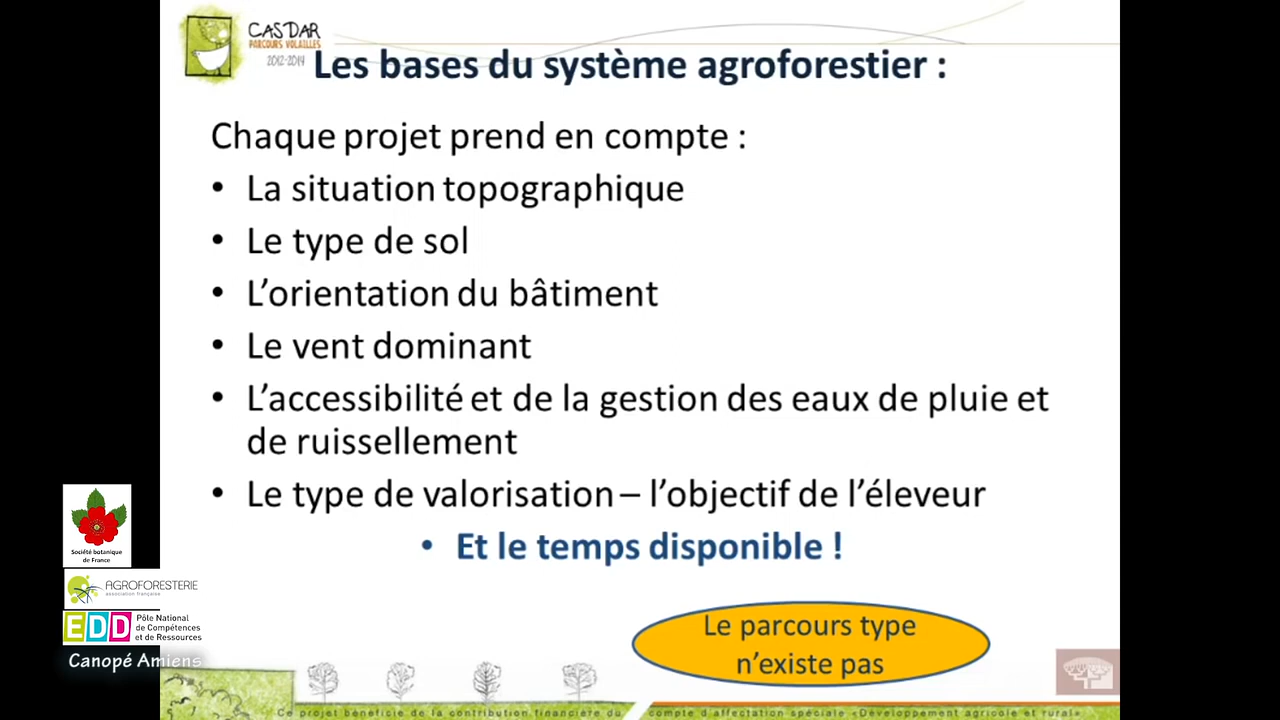 CASDAR
PARCOURS VOLAILLES
2012-2014
Les bases du système agroforestier :
Chaque projet prend en compte :
• La situation topographique
• Le type de sol
• L’orientation du bâtiment
• Le vent dominant
• L’accessibilité et de la gestion des eaux de pluie et
de ruissellement
• Le type de valorisation – l’objectif de l’éleveur
• Et le temps disponible !
Le parcours type
n’existe pas
Société botanique
de France
AGROFORESTERIE
association française
EDD
Pôle National
de Compétences
et de Ressources
Canopé Amiens
Ce projet bénéficie de la contribution financière du compte d'affectation spéciale «Développement agricole et rural»